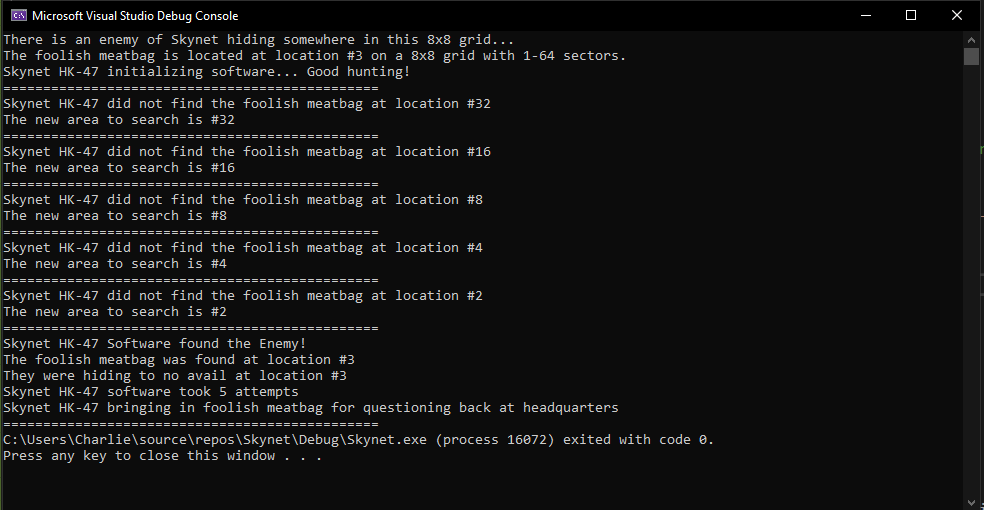 Microsoft Visual Studio Debug Console
There is an enemy of Skynet hiding somewhere in this 8x8 grid...
The foolish meatbag is located at location #3 on a 8x8 grid with 1-64 sectors.
Skynet HK-47 initializing software... Good hunting!
===============================================
Skynet HK-47 did not find the foolish meatbag at location #32
The new area to search is #32
===============================================
Skynet HK-47 did not find the foolish meatbag at location #16
The new area to search is #16
===============================================
Skynet HK-47 did not find the foolish meatbag at location #8
The new area to search is #8
===============================================
Skynet HK-47 did not find the foolish meatbag at location #4
The new area to search is #4
===============================================
Skynet HK-47 did not find the foolish meatbag at location #2
The new area to search is #2
===============================================
Skynet HK-47 Software found the Enemy!
The foolish meatbag was found at location #3
They were hiding to no avail at location #3
Skynet HK-47 software took 5 attempts
Skynet HK-47 bringing in foolish meatbag for questioning back at headquarters
===============================================
C:\Users\Charlie\source\repos\Skynet\Debug\Skynet.exe (process 16072) exited with code 0.
Press any key to close this window . . .